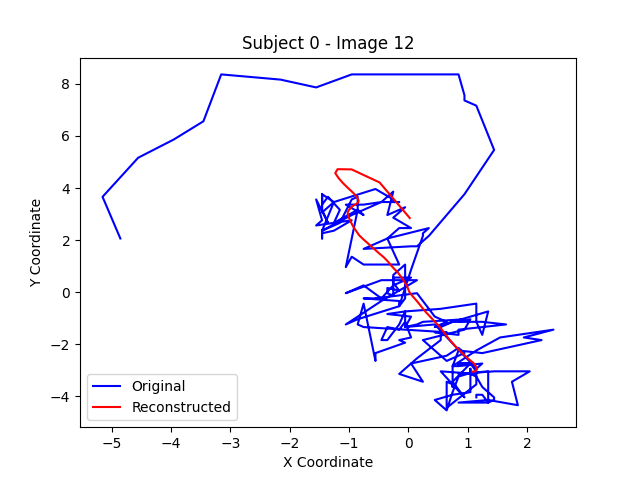 Subject 0 - Image 12
8
6
4
2
0
−2
−4
Y Coordinate
Original
Reconstructed
−5 −4 −3 −2 −1 0 1 2
X Coordinate